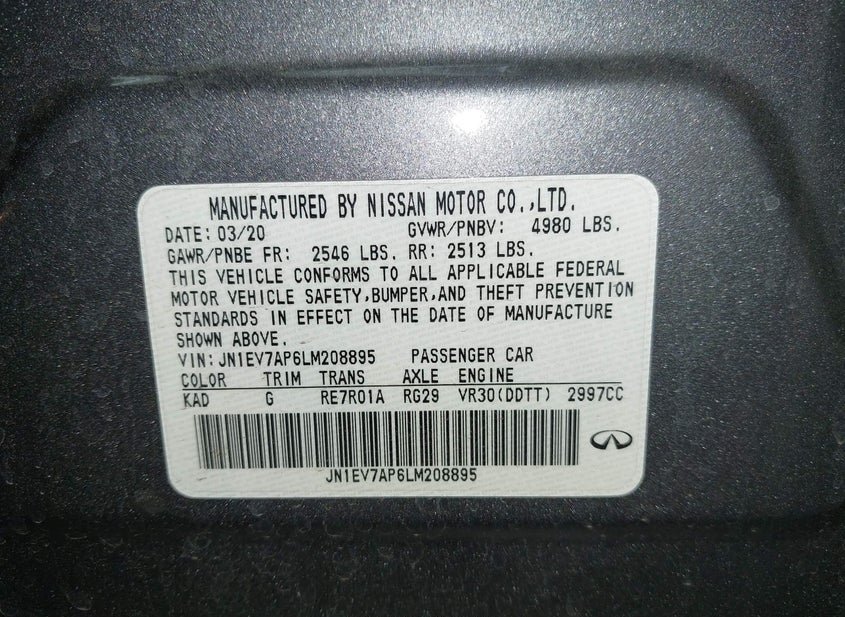 MANUFACTURED BY NISSAN MOTOR CO.,LTD.
DATE: 03/20 GVWR/PNBV: 4980 LBS.
GAWR/PNBE FR: 2546 LBS. RR: 2513 LBS.
THIS VEHICLE CONFORMS TO ALL APPLICABLE FEDERAL
MOTOR VEHICLE SAFETY,BUMPER,AND THEFT PREVENTION
STANDARDS IN EFFECT ON THE DATE OF MANUFACTURE
SHOWN ABOVE.
VIN: JN1EV7AP6LM208895 PASSENGER CAR
COLOR TRIM TRANS AXLE ENGINE
KAD G RE7R01A RG29 VR30(DDTT) 2997CC
JN1EV7AP6LM208895